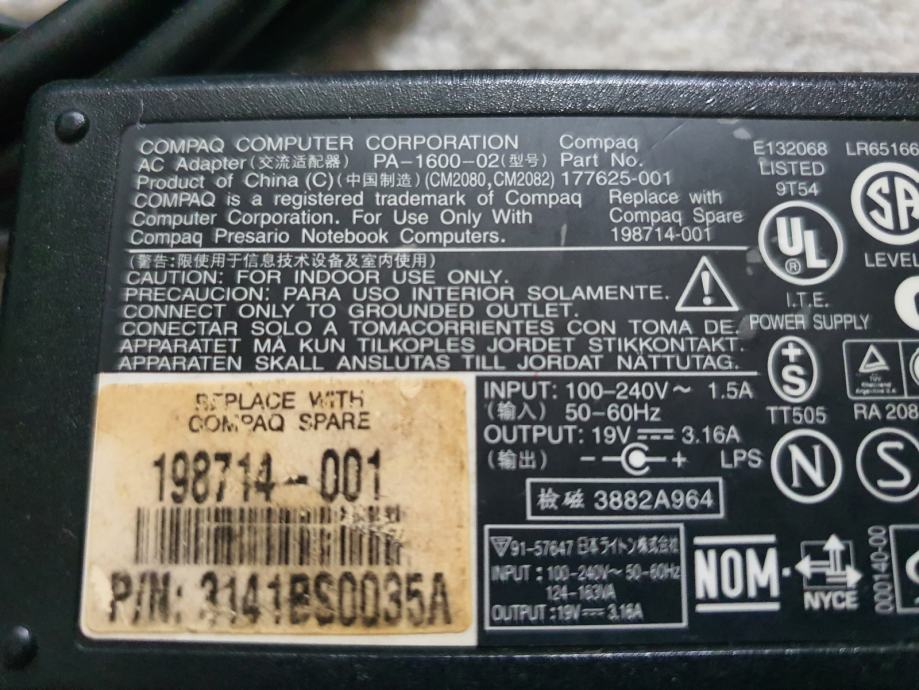 COMPAQ COMPUTER CORPORATION
AC Adapter(交流适配器) PA-1600-02(型号)
Product of China (C)(中国制造)(CM2080,CM2082)
COMPAQ is a registered trademark of Compaq
Computer Corporation. For Use Only With
Compaq Presario Notebook Computers.
Compaq
Part No.
177625-001
Replace with
Compaq Spare
198714-001
(警告:限使用于信息技术设备及室内使用)
CAUTION: FOR INDOOR USE ONLY.
PRECAUCION: PARA USO INTERIOR SOLAMENTE.
CONNECT ONLY TO GROUNDED OUTLET.
CONECTAR SOLO A TOMACORRIENTES CON TOMA DE.
APPARATET MÅ KUN TILKOPLES JORDET STIKKONTAKT.
APPARATEN SKALL ANSLUTAS TILL JORDAT NÄTTUTAG.
REPLACE WITH
COMPAQ SPARE
198714-001
P/N: 3141BS0035A
INPUT: 100-240V~ 1.5A
(输入) 50-60Hz
OUTPUT: 19V⎓ 3.16A
(输出) - + LPS
检磁 3882A964
91-57647 日本ライトン株式会社
INPUT : 100-240V~ 50-60Hz
124-163VA
OUTPUT :19V⎓ 3.16A
NOM
NYCE
000140-00
E132068
LISTED
9T54
UL
®
I.T.E.
POWER SUPPLY
+S
TT505
N
LR65166
SA
LEVEL
TÜV
Rheinland
Argentina S.A.
RA 208
S